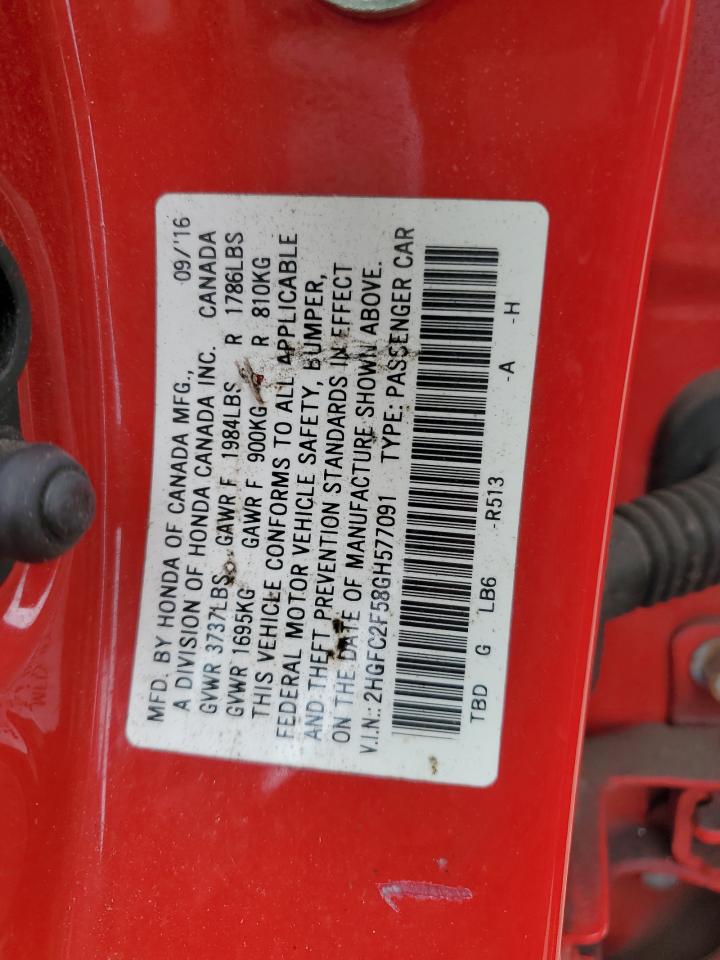 MFD. BY HONDA OF CANADA MFG., 09/'16
A DIVISION OF HONDA CANADA INC. CANADA
GVWR 3737LBS GAWR F 1984LBS R 1786LBS
GVWR 1695KG GAWR F 900KG R 810KG
THIS VEHICLE CONFORMS TO ALL APPLICABLE
FEDERAL MOTOR VEHICLE SAFETY, BUMPER,
AND THEFT PREVENTION STANDARDS IN EFFECT
ON THE DATE OF MANUFACTURE SHOWN ABOVE.
V.I.N.: 2HGFC2F58GH577091 TYPE: PASSENGER CAR
TBD G LB6 -R513 -A -H